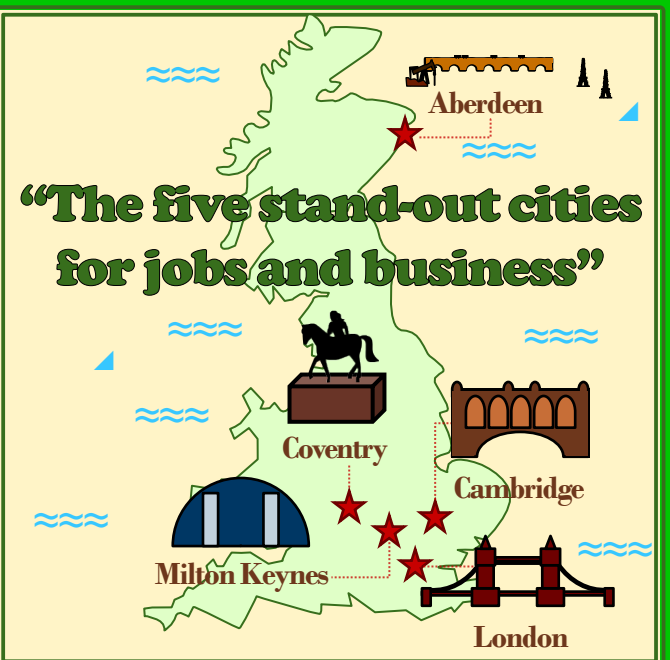 Aberdeen
“The five stand-out cities
for jobs and business”
Coventry
Cambridge
Milton Keynes
London